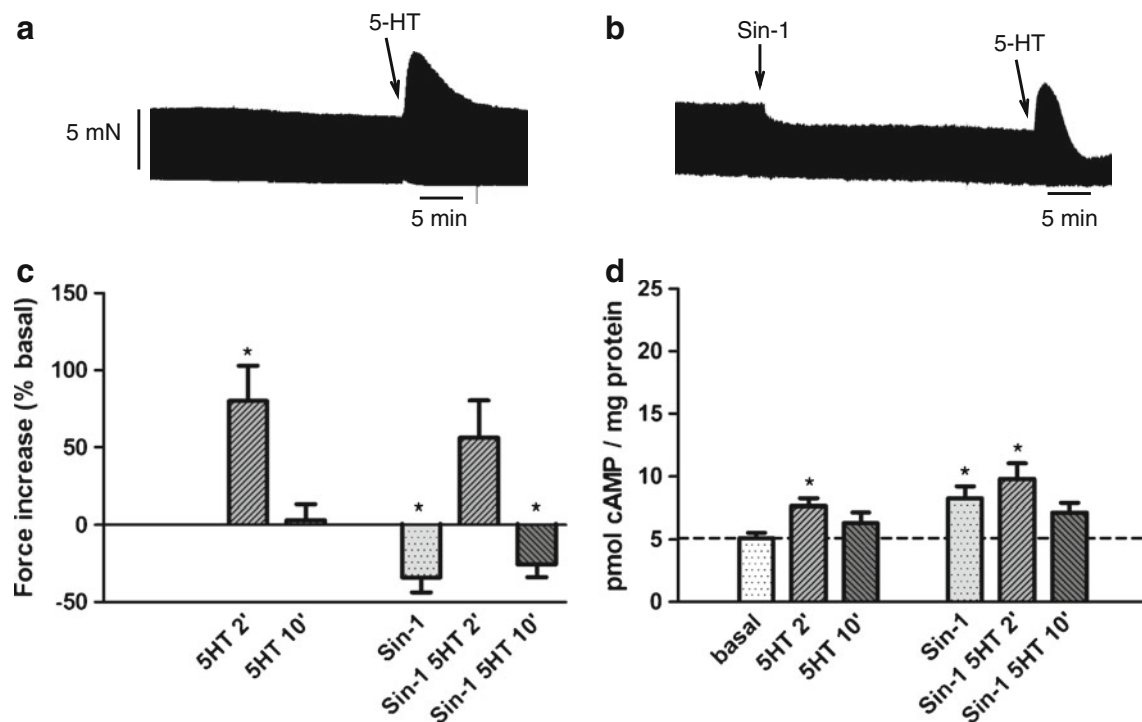 a
5-HT
5 mN
5 min
b
Sin-1
5-HT
5 min
c
Force increase (% basal)
150
100
50
0
-50
*
*
*
5HT 2'
5HT 10'
Sin-1
Sin-1 5HT 2'
Sin-1 5HT 10'
d
pmol cAMP / mg protein
25
20
15
10
5
0
*
*
*
basal
5HT 2'
5HT 10'
Sin-1
Sin-1 5HT 2'
Sin-1 5HT 10'